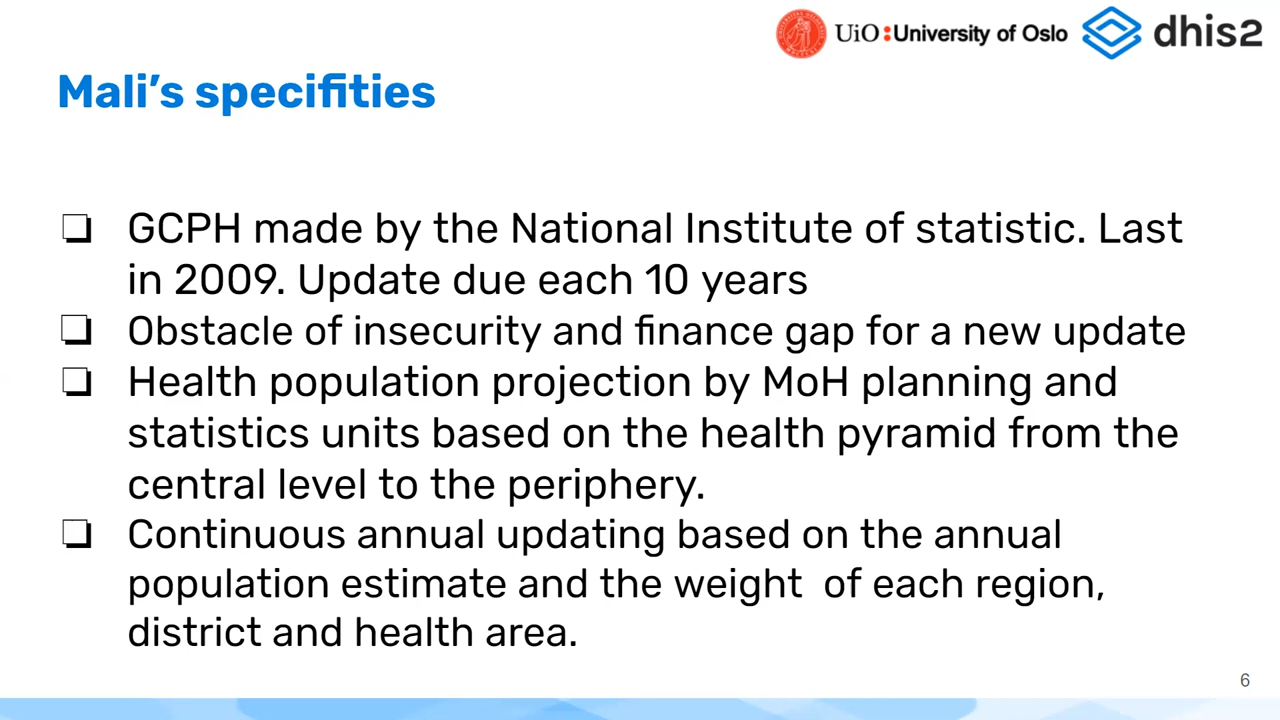 UiO:University of Oslo dhis2
Mali’s specifities
❏ GCPH made by the National Institute of statistic. Last
in 2009. Update due each 10 years
❏ Obstacle of insecurity and finance gap for a new update
❏ Health population projection by MoH planning and
statistics units based on the health pyramid from the
central level to the periphery.
❏ Continuous annual updating based on the annual
population estimate and the weight  of each region,
district and health area.
6